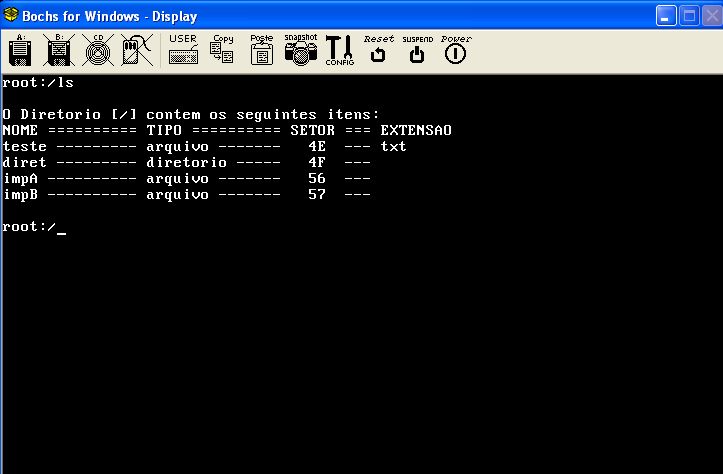 Bochs for Windows - Display
A: B: CD USER Copy Paste snapshot CONFIG Reset SUSPEND Power
root:/ls
O Diretorio [/] contem os seguintes itens:
NOME ========== TIPO ========== SETOR === EXTENSAO
teste ---------- arquivo ------- 4E --- txt
diret ---------- diretorio ----- 4F ---
impA ---------- arquivo ------- 56 ---
impB ---------- arquivo ------- 57 ---
root:/_